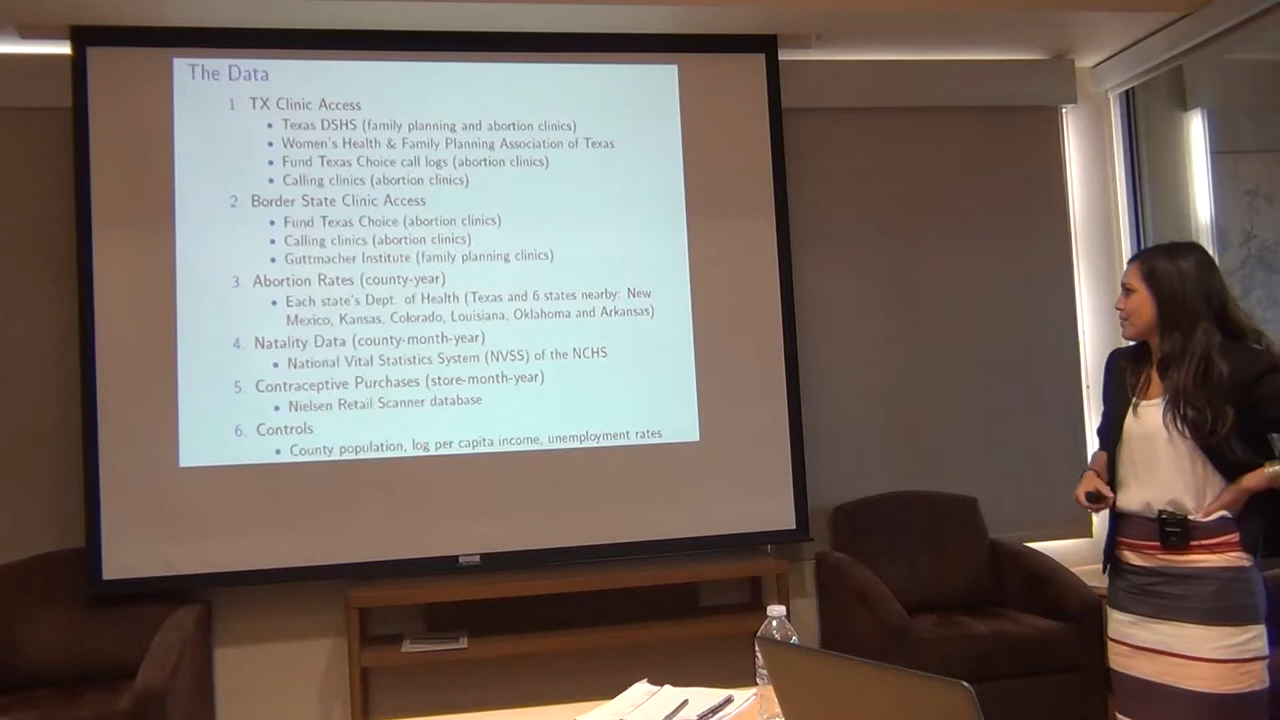 The Data
1 TX Clinic Access
• Texas DSHS (family planning and abortion clinics)
• Women's Health & Family Planning Association of Texas
• Fund Texas Choice call logs (abortion clinics)
• Calling clinics (abortion clinics)
2. Border State Clinic Access
• Fund Texas Choice (abortion clinics)
• Calling clinics (abortion clinics)
• Guttmacher Institute (family planning clinics)
3. Abortion Rates (county-year)
• Each state's Dept. of Health (Texas and 6 states nearby: New
Mexico, Kansas, Colorado, Louisiana, Oklahoma and Arkansas)
4. Natality Data (county-month-year)
• National Vital Statistics System (NVSS) of the NCHS
5. Contraceptive Purchases (store-month-year)
• Nielsen Retail Scanner database
6. Controls
• County population, log per capita income, unemployment rates